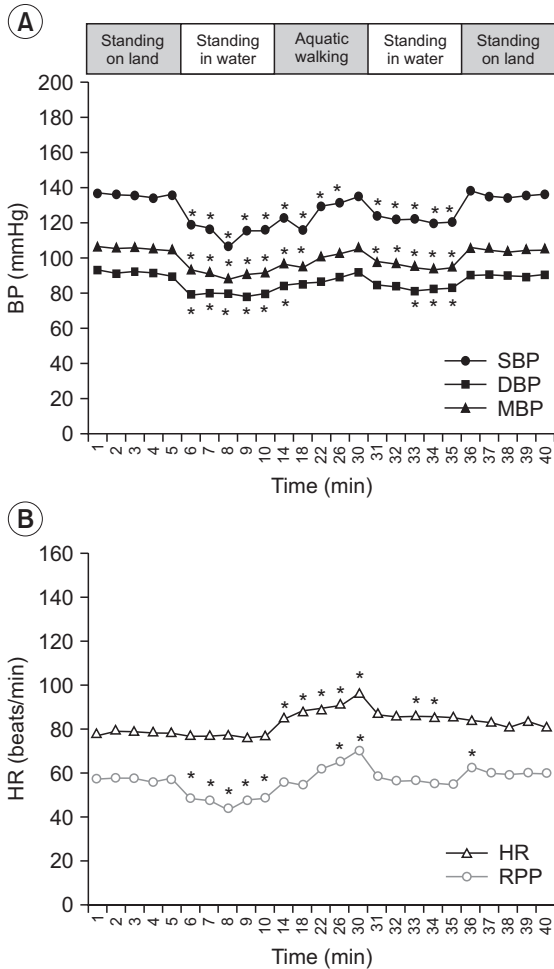 A
Standing on land
Standing in water
Aquatic walking
Standing in water
Standing on land
200
180
160
140
120
100
80
60
40
20
0
BP (mmHg)
* * * * * * * * * * * * * *
* * * * * * * * * * * *
* * * * * * * * *
SBP
DBP
MBP
1 2 3 4 5 6 7 8 9 10 14 18 22 26 30 31 32 33 34 35 36 37 38 39 40
Time (min)
B
160
140
120
100
80
60
40
20
0
HR (beats/min)
* * * * * * *
* * * * * * * *
HR
RPP
1 2 3 4 5 6 7 8 9 10 14 18 22 26 30 31 32 33 34 35 36 37 38 39 40
Time (min)